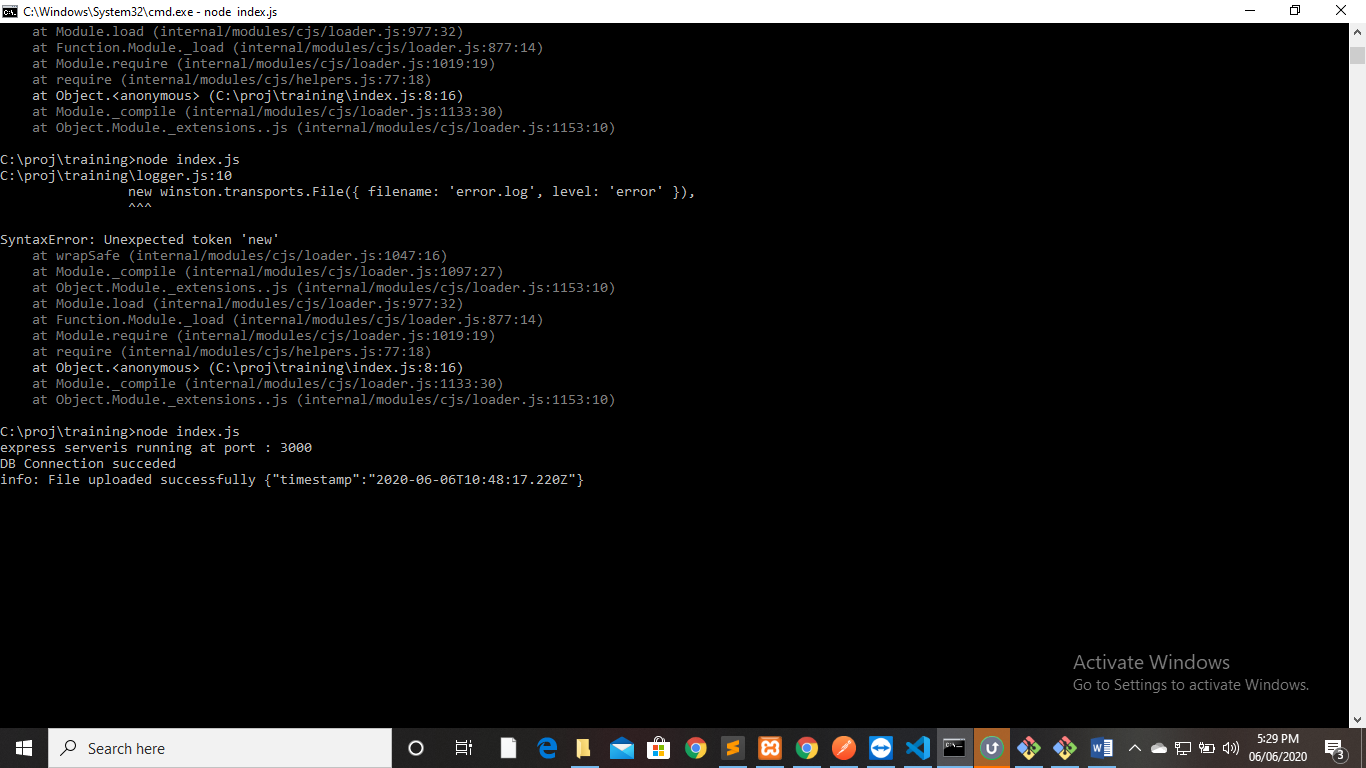 C:\Windows\System32\cmd.exe - node index.js
at Module.load (internal/modules/cjs/loader.js:977:32)
at Function.Module._load (internal/modules/cjs/loader.js:877:14)
at Module.require (internal/modules/cjs/loader.js:1019:19)
at require (internal/modules/cjs/helpers.js:77:18)
at Object.<anonymous> (C:\proj\training\index.js:8:16)
at Module._compile (internal/modules/cjs/loader.js:1133:30)
at Object.Module._extensions..js (internal/modules/cjs/loader.js:1153:10)
C:\proj\training>node index.js
C:\proj\training\logger.js:10
new winston.transports.File({ filename: 'error.log', level: 'error' }),
^^^
SyntaxError: Unexpected token 'new'
at wrapSafe (internal/modules/cjs/loader.js:1047:16)
at Module._compile (internal/modules/cjs/loader.js:1097:27)
at Object.Module._extensions..js (internal/modules/cjs/loader.js:1153:10)
at Module.load (internal/modules/cjs/loader.js:977:32)
at Function.Module._load (internal/modules/cjs/loader.js:877:14)
at Module.require (internal/modules/cjs/loader.js:1019:19)
at require (internal/modules/cjs/helpers.js:77:18)
at Object.<anonymous> (C:\proj\training\index.js:8:16)
at Module._compile (internal/modules/cjs/loader.js:1133:30)
at Object.Module._extensions..js (internal/modules/cjs/loader.js:1153:10)
C:\proj\training>node index.js
express serveris running at port : 3000
DB Connection succeded
info: File uploaded successfully {"timestamp":"2020-06-06T10:48:17.220Z"}
Activate Windows
Go to Settings to activate Windows.
Search here
5:29 PM
06/06/2020
3